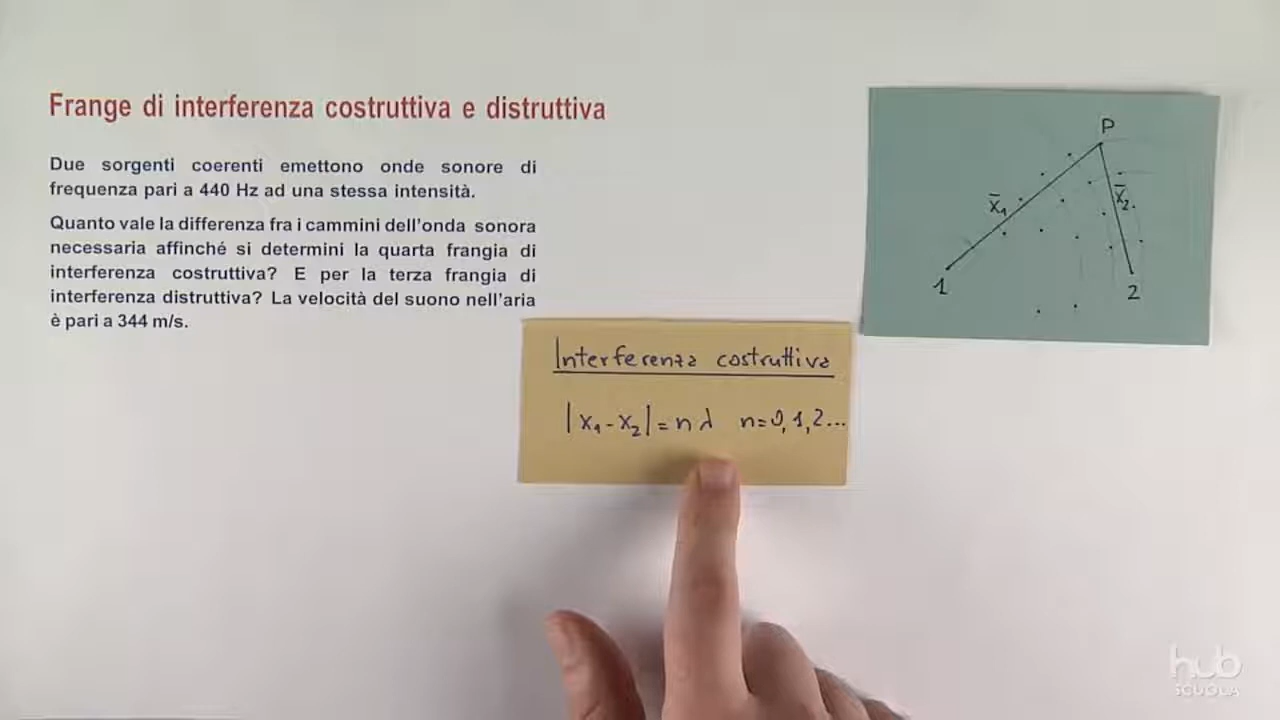 Frange di interferenza costruttiva e distruttiva
Due sorgenti coerenti emettono onde sonore di
frequenza pari a 440 Hz ad una stessa intensità.
Quanto vale la differenza fra i cammini dell'onda sonora
necessaria affinché si determini la quarta frangia di
interferenza costruttiva? E per la terza frangia di
interferenza distruttiva? La velocità del suono nell'aria
è pari a 344 m/s.
P
x̄₁
x̄₂
1
2
Interferenza costruttiva
|x₁-x₂|=nλ n=0,1,2...
hub
SCUOLA